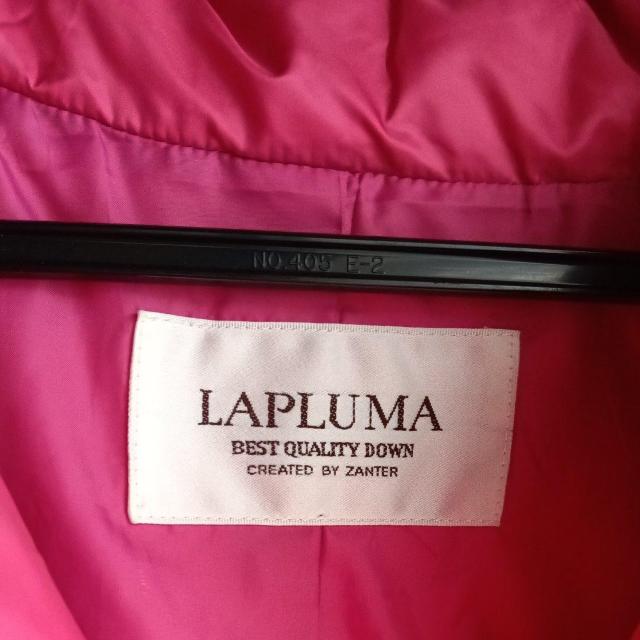 NO.405 E-2
LAPLUMA
BEST QUALITY DOWN
CREATED BY ZANTER